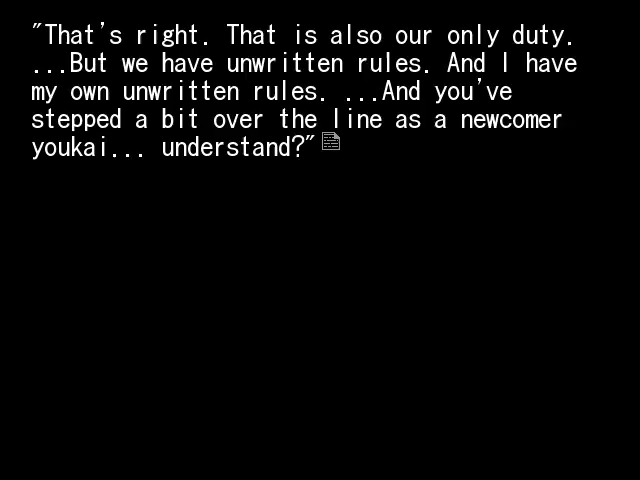 "That's right. That is also our only duty.
...But we have unwritten rules. And I have
my own unwritten rules. ...And you've
stepped a bit over the line as a newcomer
youkai... understand?"